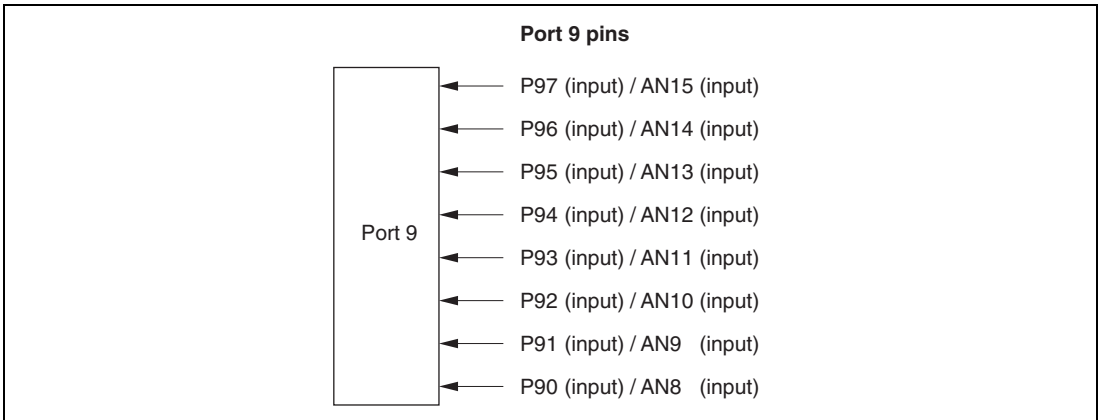 Port 9 pins
P97 (input) / AN15 (input)
P96 (input) / AN14 (input)
P95 (input) / AN13 (input)
P94 (input) / AN12 (input)
Port 9
P93 (input) / AN11 (input)
P92 (input) / AN10 (input)
P91 (input) / AN9 (input)
P90 (input) / AN8 (input)